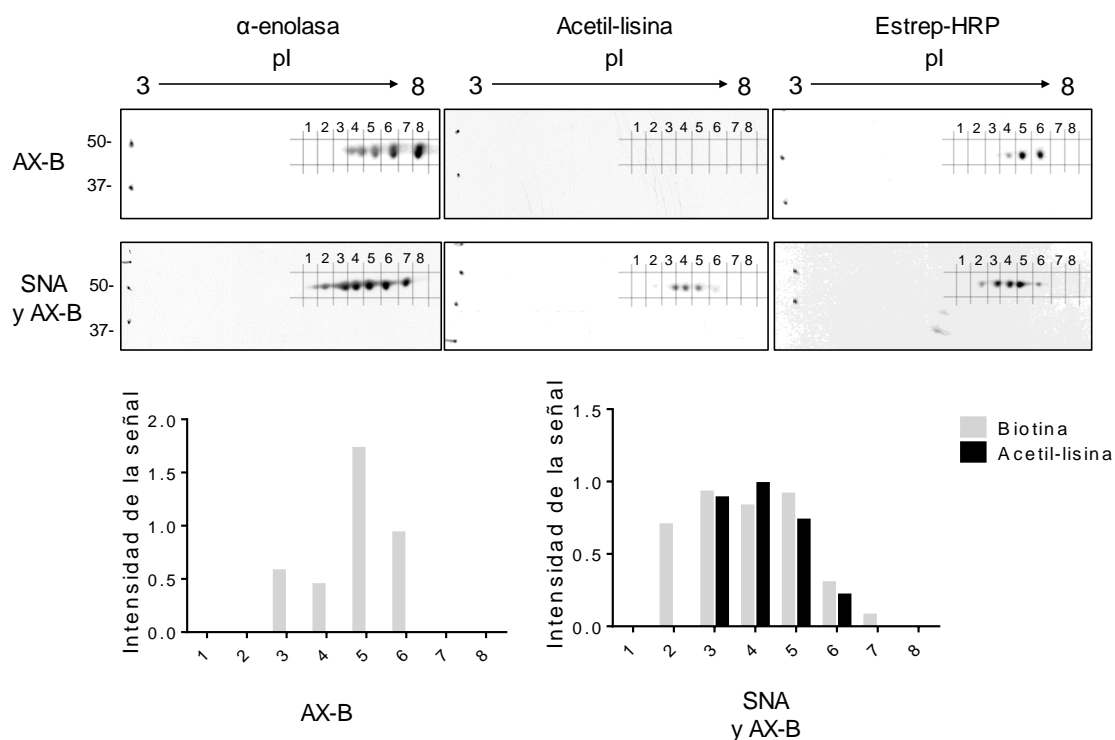 α-enolasa Acetil-lisina Estrep-HRP
pI pI pI
3 8 3 8 3 8
AX-B
50-
37-
1 2 3 4 5 6 7 8
1 2 3 4 5 6 7 8
1 2 3 4 5 6 7 8
SNA
y AX-B
50-
37-
1 2 3 4 5 6 7 8
1 2 3 4 5 6 7 8
1 2 3 4 5 6 7 8
Intensidad de la señal
2.0
1.5
1.0
0.5
0.0
1 2 3 4 5 6 7 8
AX-B
Intensidad de la señal
1.5
1.0
0.5
0.0
1 2 3 4 5 6 7 8
SNA
y AX-B
Biotina
Acetil-lisina